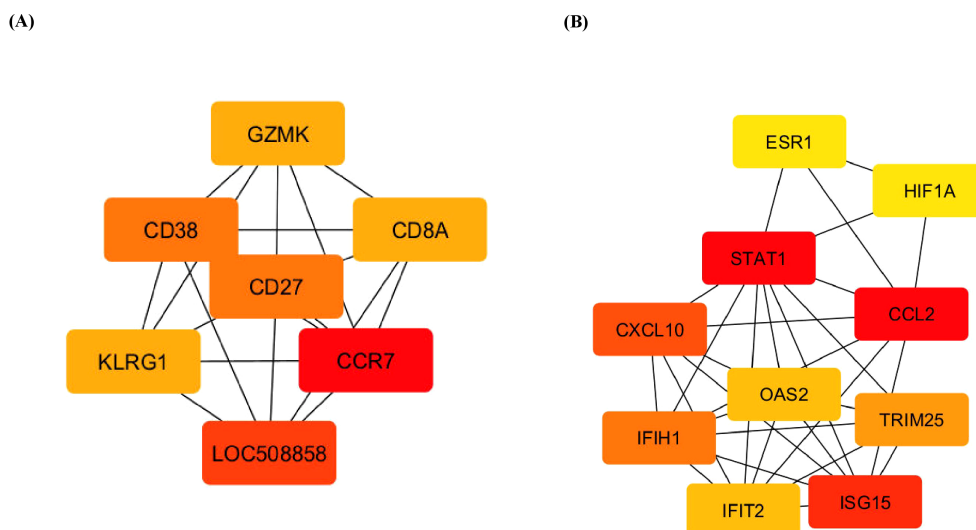 (A)
(B)
GZMK
CD38
CD8A
CD27
KLRG1
CCR7
LOC508858
ESR1
HIF1A
STAT1
CCL2
CXCL10
OAS2
TRIM25
IFIH1
IFIT2
ISG15